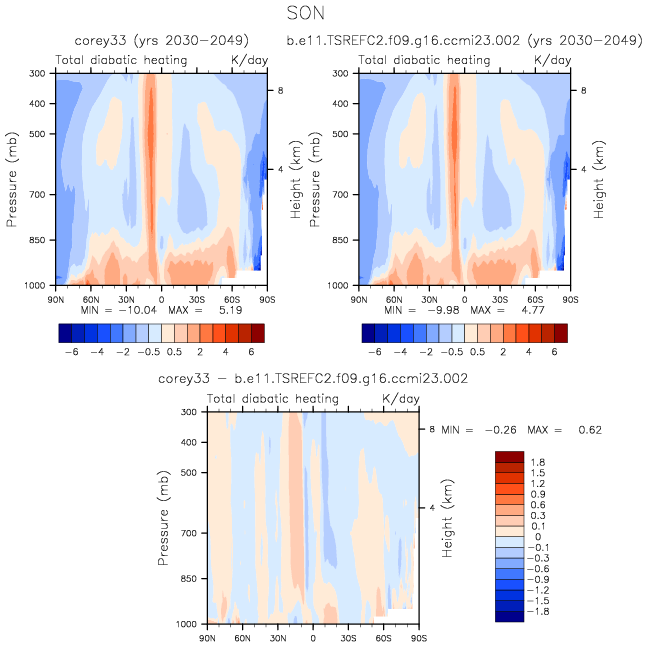 SON
corey33 (yrs 2030-2049)
b.e11.TSREFC2.f09.g16.ccmi23.002 (yrs 2030-2049)
Total diabatic heating K/day
Total diabatic heating K/day
Pressure (mb)
300
400
500
700
850
1000
Height (km)
8
4
90N 60N 30N 0 30S 60S 90S
MIN = -10.04 MAX = 5.19
-6 -4 -2 -0.5 0.5 2 4 6
Pressure (mb)
300
400
500
700
850
1000
Height (km)
8
4
90N 60N 30N 0 30S 60S 90S
MIN = -9.98 MAX = 4.77
-6 -4 -2 -0.5 0.5 2 4 6
corey33 - b.e11.TSREFC2.f09.g16.ccmi23.002
Total diabatic heating K/day
Pressure (mb)
300
400
500
700
850
1000
Height (km)
8
4
90N 60N 30N 0 30S 60S 90S
MIN = -0.26 MAX = 0.62
1.8
1.5
1.2
0.9
0.6
0.3
0.1
0
-0.1
-0.3
-0.6
-0.9
-1.2
-1.5
-1.8